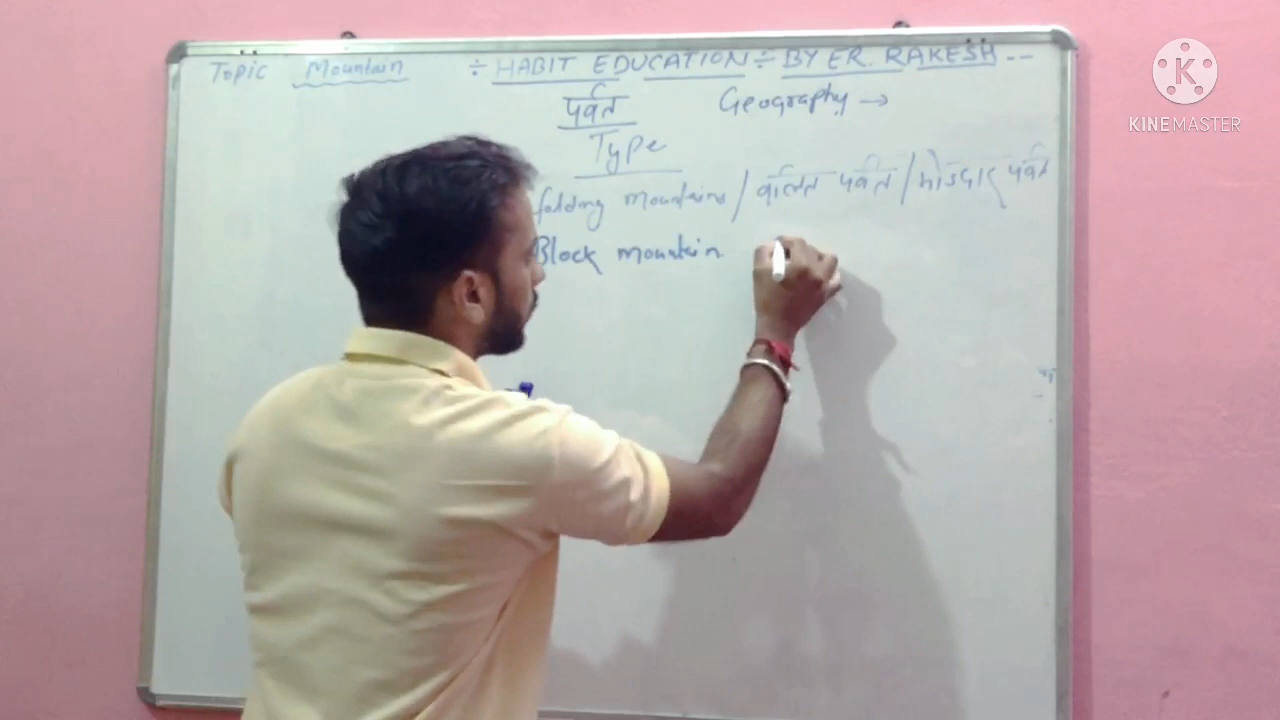 Topic Mountain ÷ HABIT EDUCATION ÷ BY ER. RAKESH --
पर्वत Geography →
Type
folding mountains / वलित पर्वत / मोडदार पर्वत
Block mountain
KINEMASTER